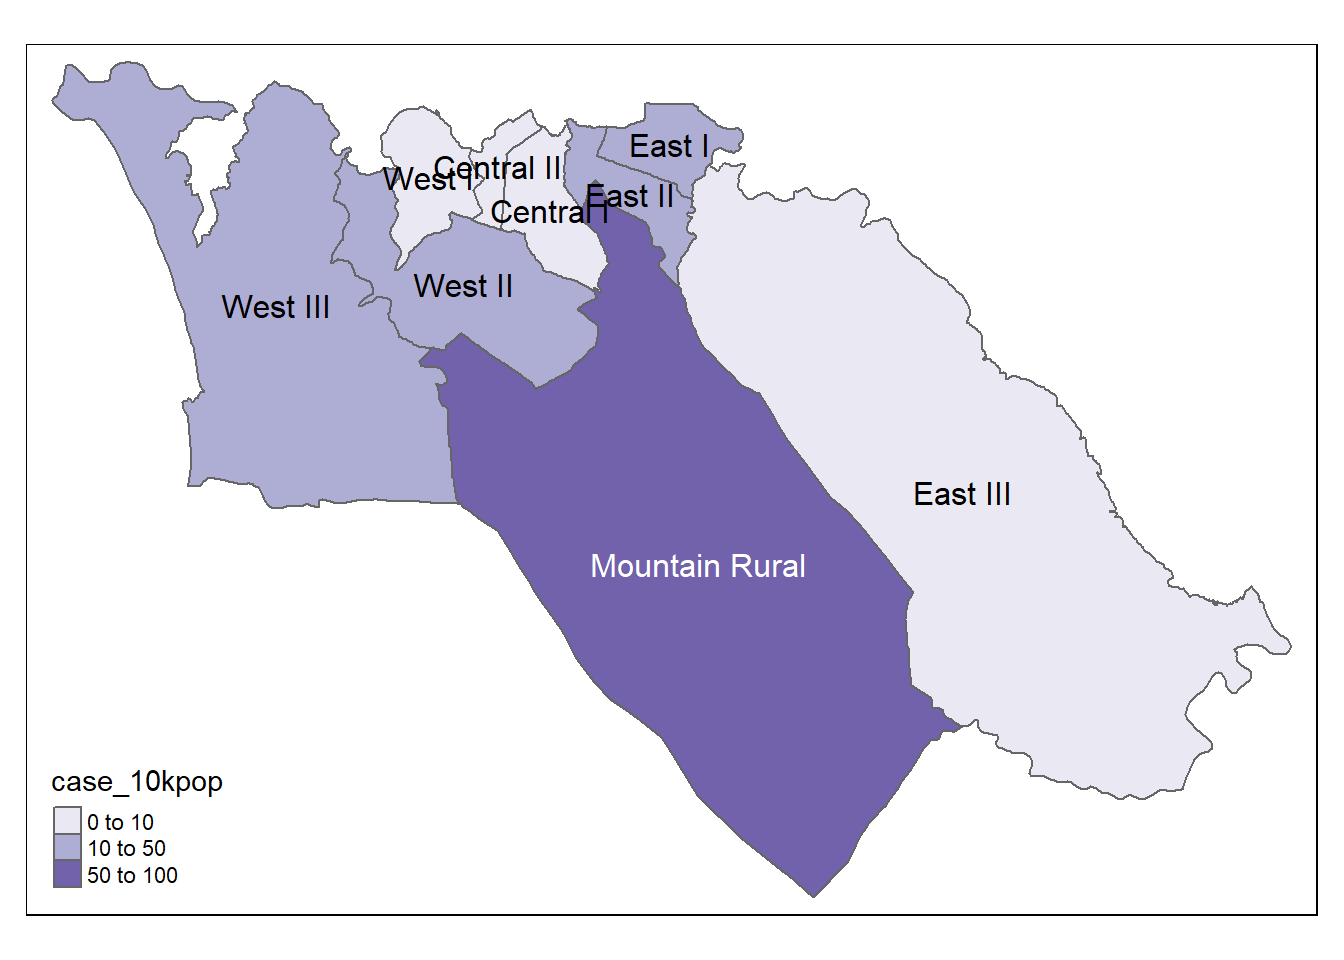 East I
Central II
West I
East II
Central I
West II
West III
East III
Mountain Rural
case_10kpop
0 to 10
10 to 50
50 to 100